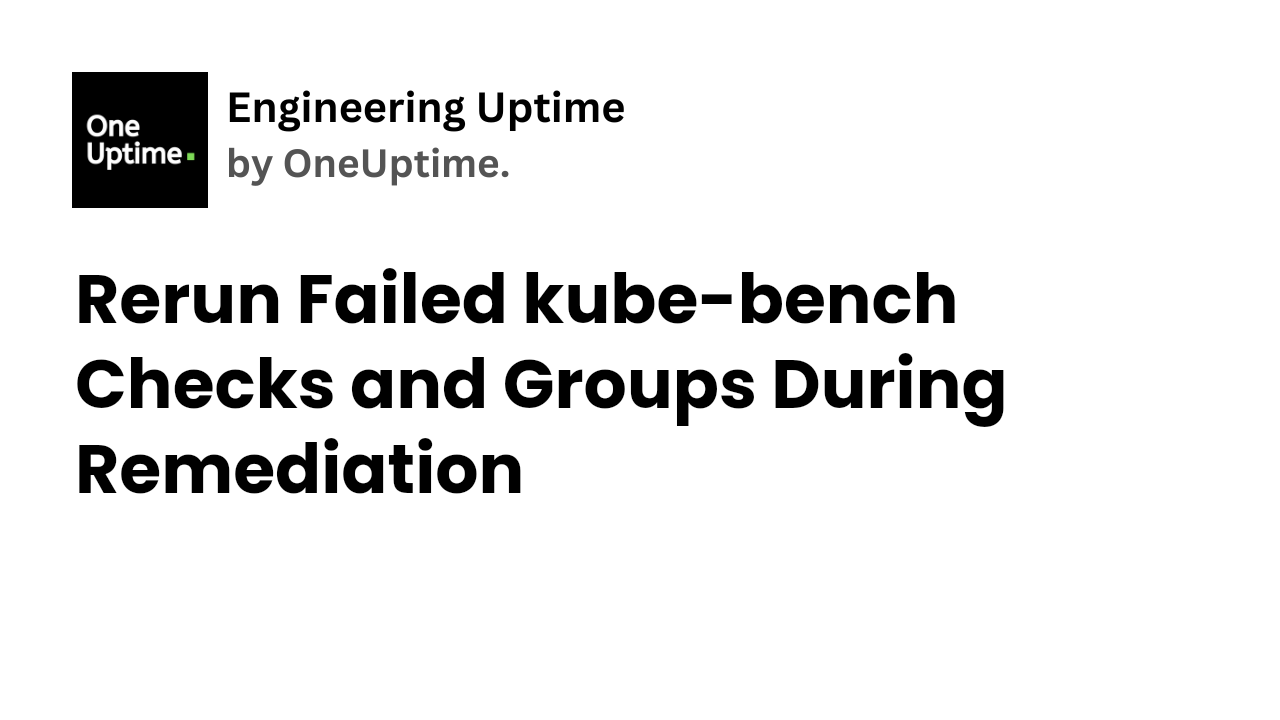 One
Uptime
Engineering Uptime
by OneUptime.
Rerun Failed kube-bench
Checks and Groups During
Remediation